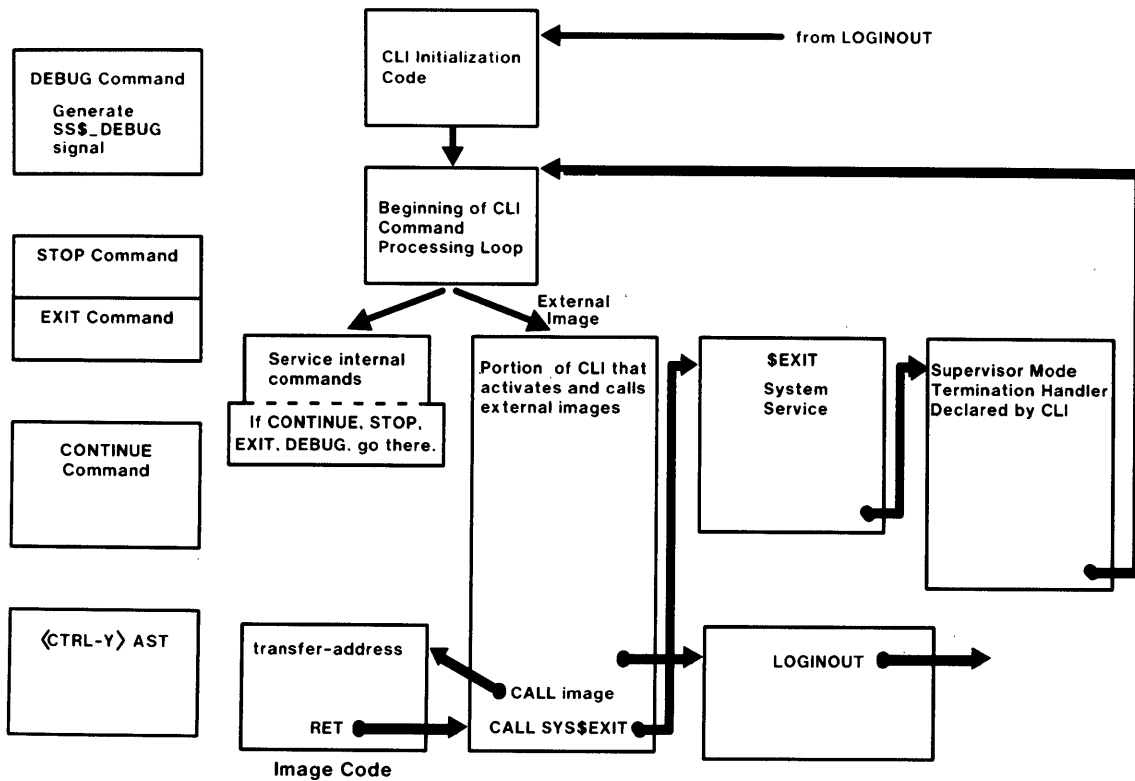 from LOGINOUT
CLI Initialization
Code
DEBUG Command
Generate
SS$_DEBUG
signal
Beginning of CLI
Command
Processing Loop
STOP Command
EXIT Command
External
Image
Service internal
commands
If CONTINUE, STOP,
EXIT, DEBUG, go there.
Portion of CLI that
activates and calls
external images
$EXIT
System
Service
Supervisor Mode
Termination Handler
Declared by CLI
CONTINUE
Command
<CTRL-Y> AST
transfer-address
RET
Image Code
CALL image
CALL SYS$EXIT
LOGINOUT